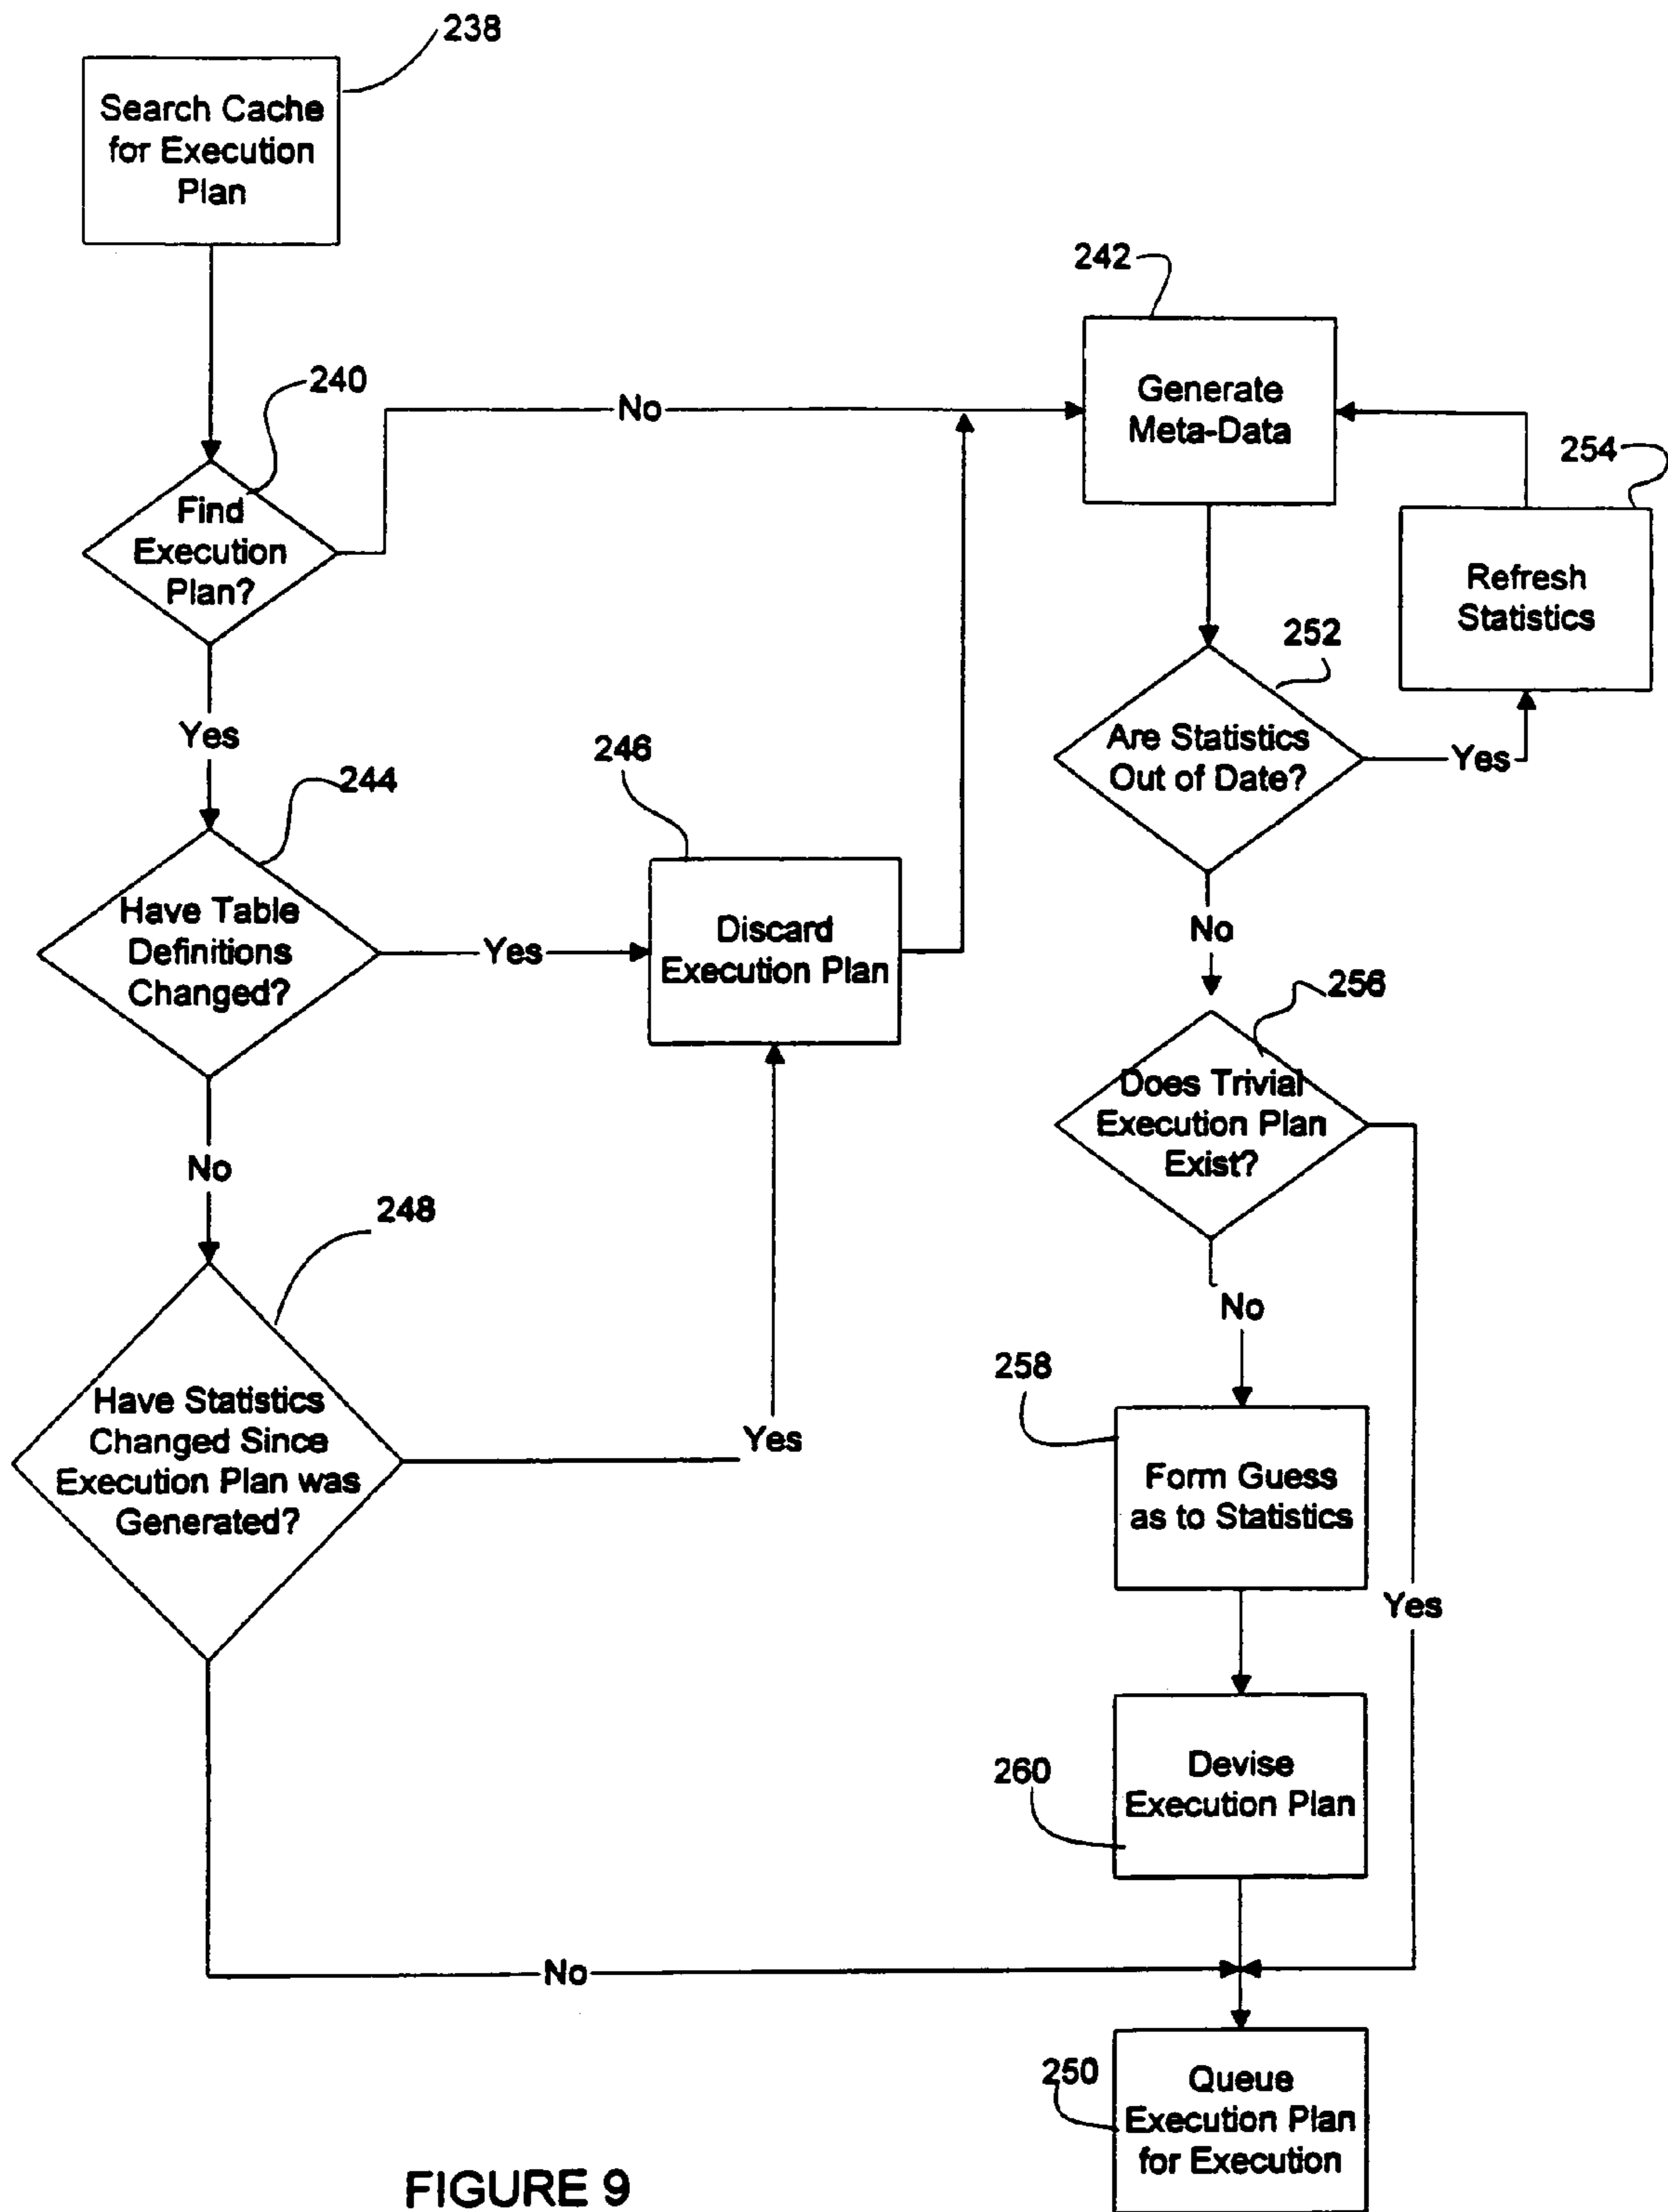 238
Search Cache
for Execution
Plan
240
Find
Execution
Plan?
No
Yes
244
Have Table
Definitions
Changed?
Yes
No
246
Discard
Execution Plan
248
Have Statistics
Changed Since
Execution Plan was
Generated?
Yes
No
242
Generate
Meta-Data
254
Refresh
Statistics
252
Are Statistics
Out of Date?
Yes
No
256
Does Trivial
Execution Plan
Exist?
No
Yes
258
Form Guess
as to Statistics
260
Devise
Execution Plan
250
Queue
Execution Plan
for Execution
FIGURE 9